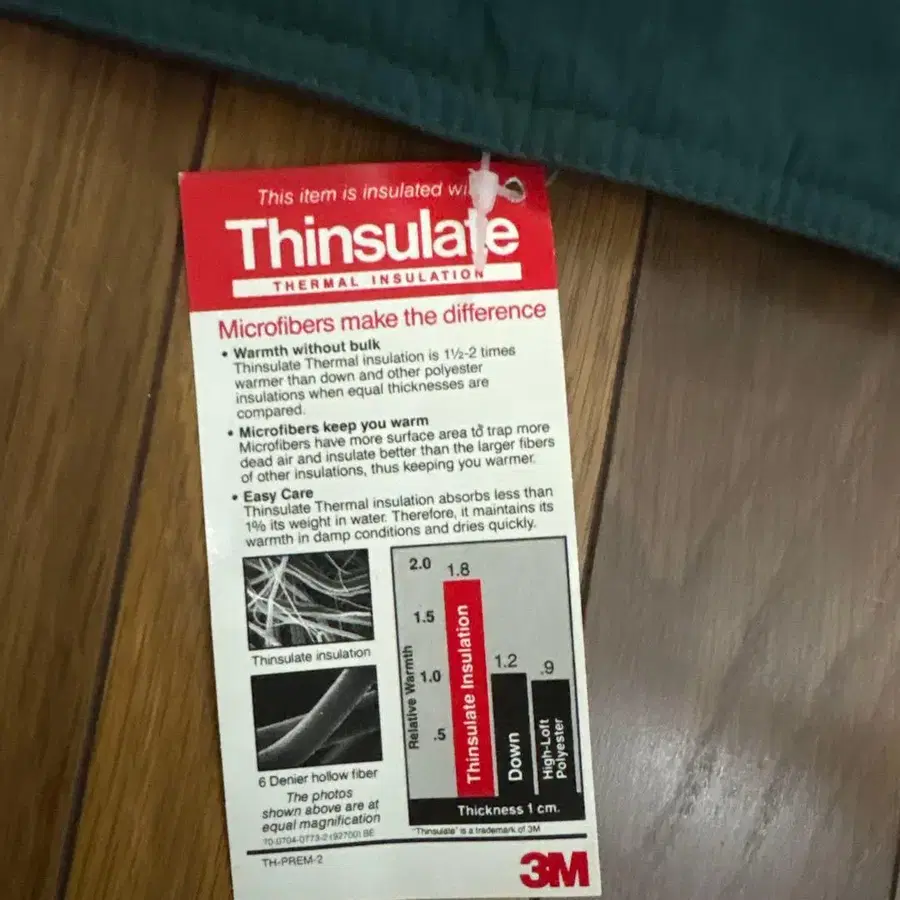 This item is insulated wi
Thinsulate
THERMAL INSULATION
Microfibers make the difference
• Warmth without bulk
Thinsulate Thermal insulation is 1½-2 times
warmer than down and other polyester
insulations when equal thicknesses are
compared.
• Microfibers keep you warm
Microfibers have more surface area to trap more
dead air and insulate better than the larger fibers
of other insulations, thus keeping you warmer.
• Easy Care
Thinsulate Thermal insulation absorbs less than
1% its weight in water. Therefore, it maintains its
warmth in damp conditions and dries quickly.
Thinsulate insulation
6 Denier hollow fiber
The photos
shown above are at
equal magnification
TH-PREM-2
Relative Warmth
2.0
1.5
1.0
.5
1.8
Thinsulate Insulation
1.2
Down
.9
High-Loft
Polyester
Thickness 1 cm.
"Thinsulate" is a trademark of 3M
3M